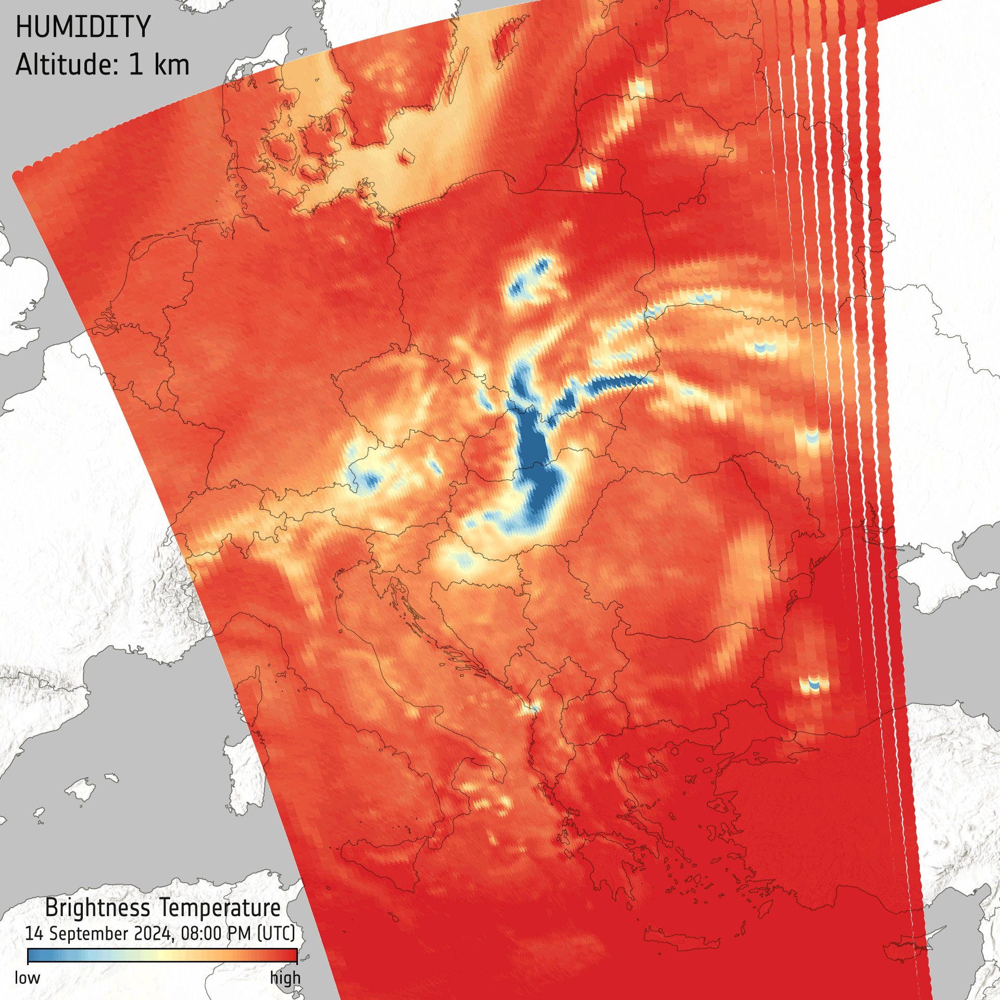 HUMIDITY
Altitude: 1 km
Brightness Temperature
14 September 2024, 08:00 PM (UTC)
low high